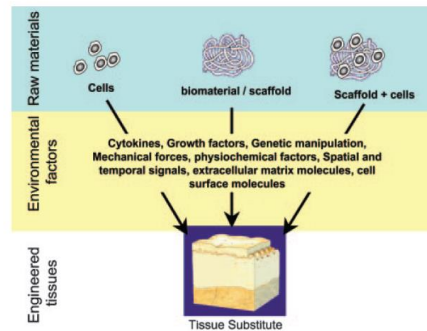 Raw materials
Cells
biomaterial / scaffold
Scaffold + cells
Environmental
factors
Cytokines, Growth factors, Genetic manipulation,
Mechanical forces, physiochemical factors, Spatial and
temporal signals, extracellular matrix molecules, cell
surface molecules
Engineered
tissues
Tissue Substitute